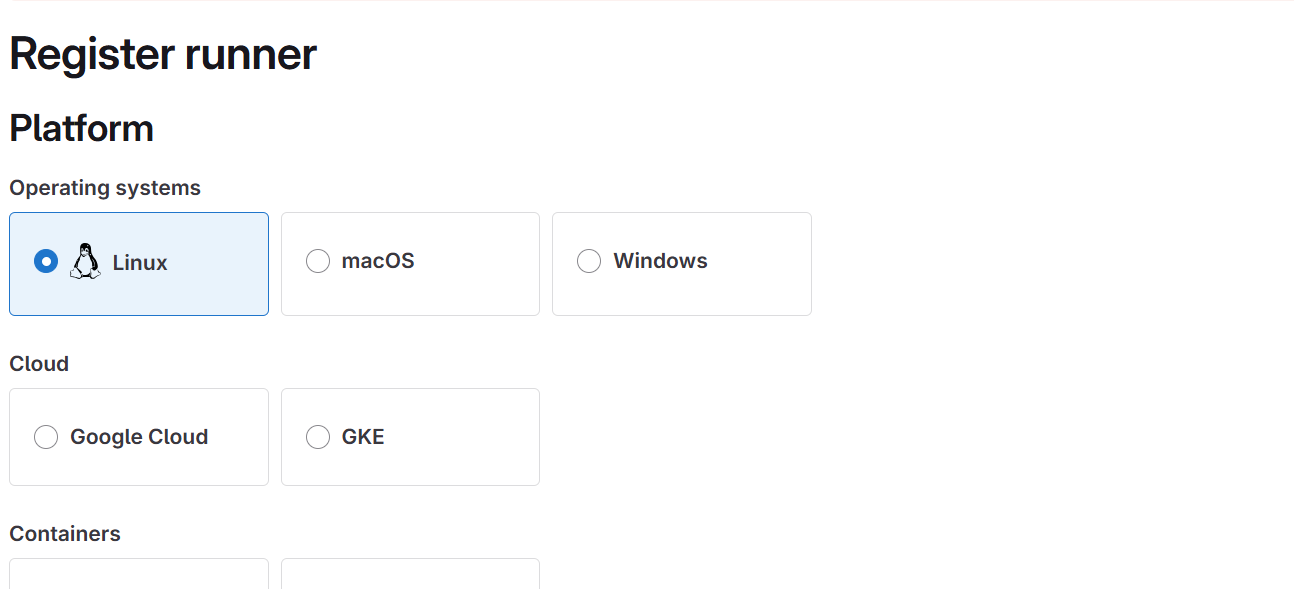 Register runner
Platform
Operating systems
Linux
macOS
Windows
Cloud
Google Cloud
GKE
Containers